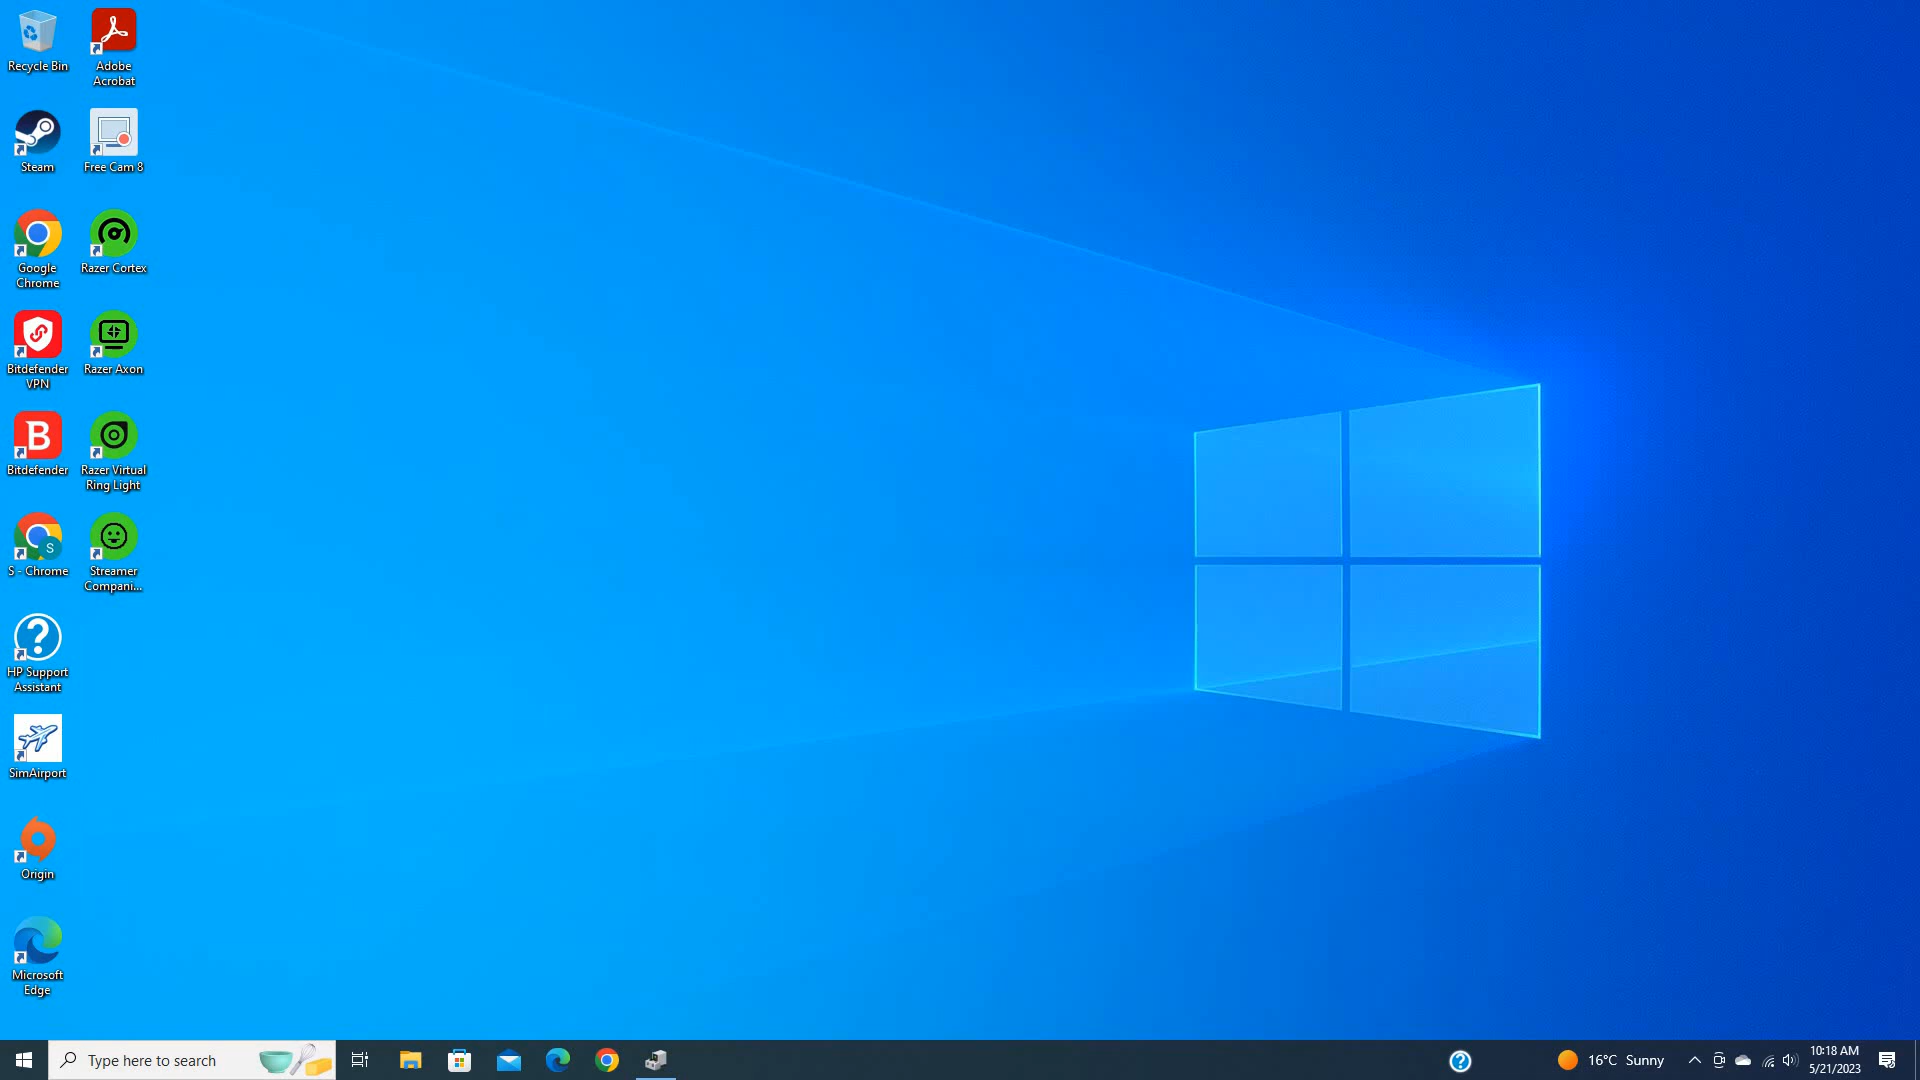 Recycle Bin
Adobe
Acrobat
Steam
Free Cam 8
Google
Chrome
Razer Cortex
Bitdefender
VPN
Razer Axon
B
Bitdefender
Razer Virtual
Ring Light
S
S - Chrome
Streamer
Compani...
?
HP Support
Assistant
SimAirport
Origin
Microsoft
Edge
Type here to search
?
16°C Sunny
10:18 AM
5/21/2023